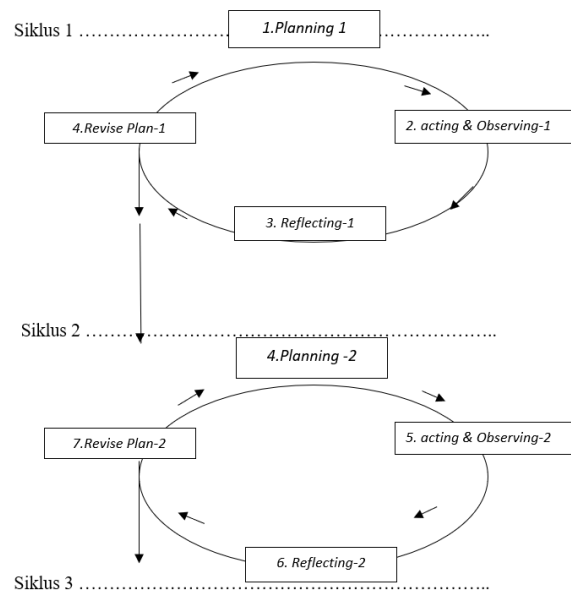 Siklus 1 ………………………… 1.Planning 1 ………………………..
4.Revise Plan-1
2. acting & Observing-1
3. Reflecting-1
Siklus 2 …………………………………………………………..
4.Planning -2
7.Revise Plan-2
5. acting & Observing-2
6. Reflecting-2
Siklus 3 …………………………………………………………..